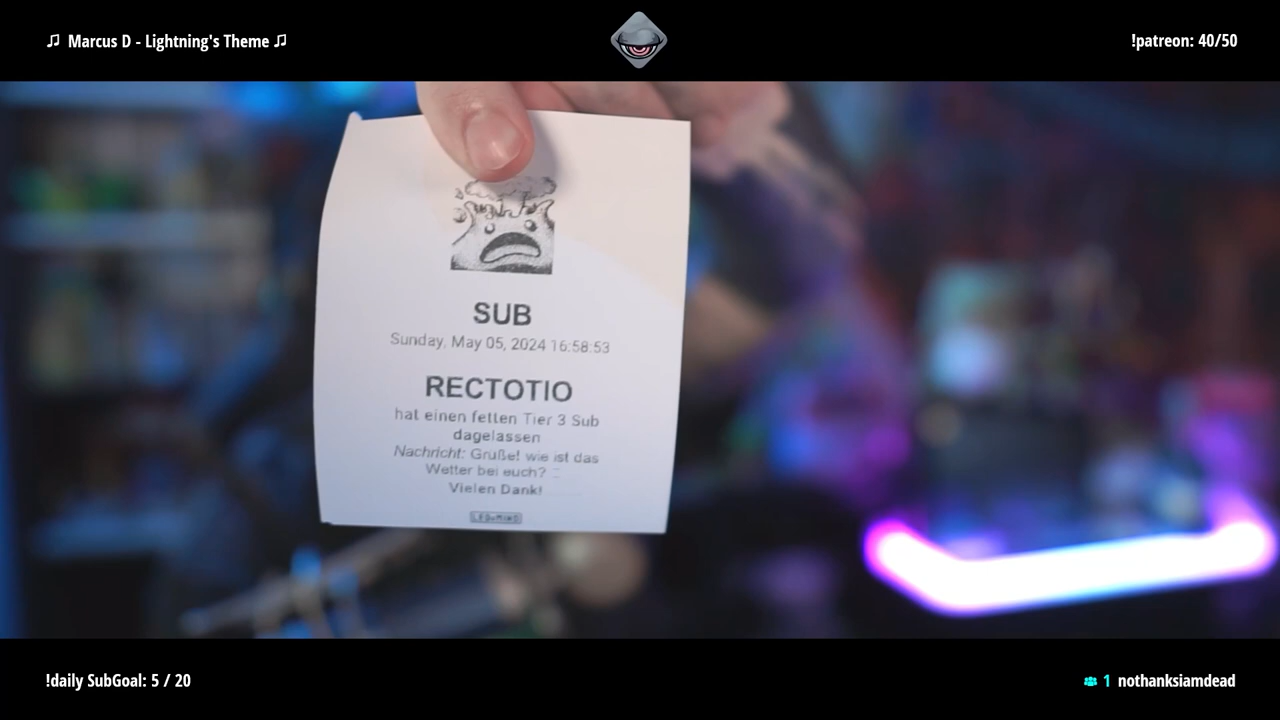 ♫ Marcus D - Lightning's Theme ♫
!patreon: 40/50
SUB
Sunday, May 05, 2024 16:58:53
RECTOTIO
hat einen fetten Tier 3 Sub
dagelassen
Nachricht: Grüße! wie ist das
Wetter bei euch?
Vielen Dank!
!daily SubGoal: 5 / 20
1 nothanksiamdead